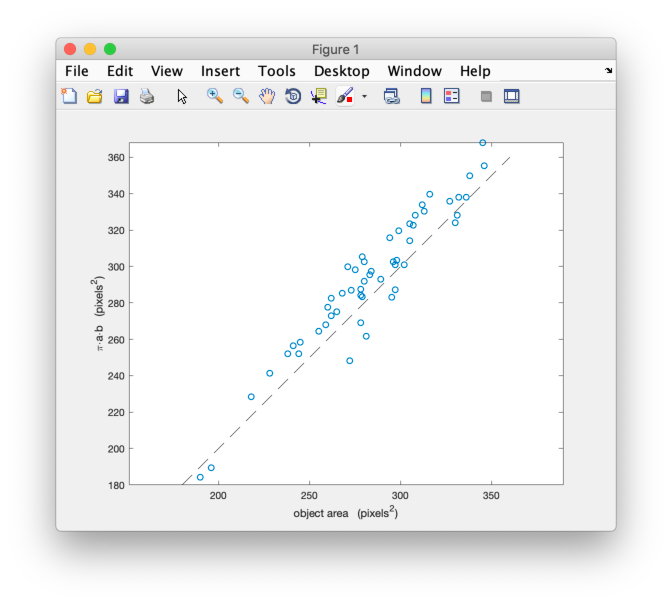 Figure 1
File Edit View Insert Tools Desktop Window Help
360
340
320
300
280
260
240
220
200
180
π·a·b (pixels²)
200 250 300 350
object area (pixels²)